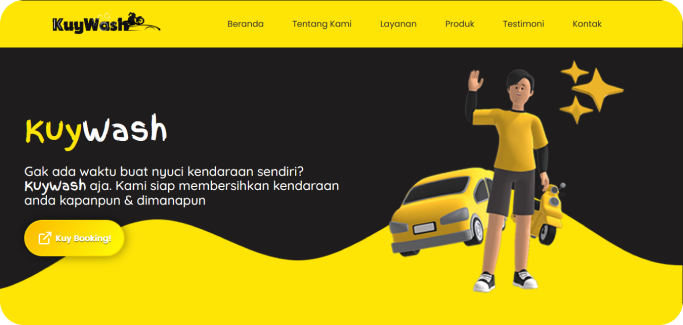 KuyWash
Beranda
Tentang Kami
Layanan
Produk
Testimoni
Kontak
KuyWash
Gak ada waktu buat nyuci kendaraan sendiri?
KuyWash aja. Kami siap membersihkan kendaraan
anda kapanpun & dimanapun
Kuy Booking!